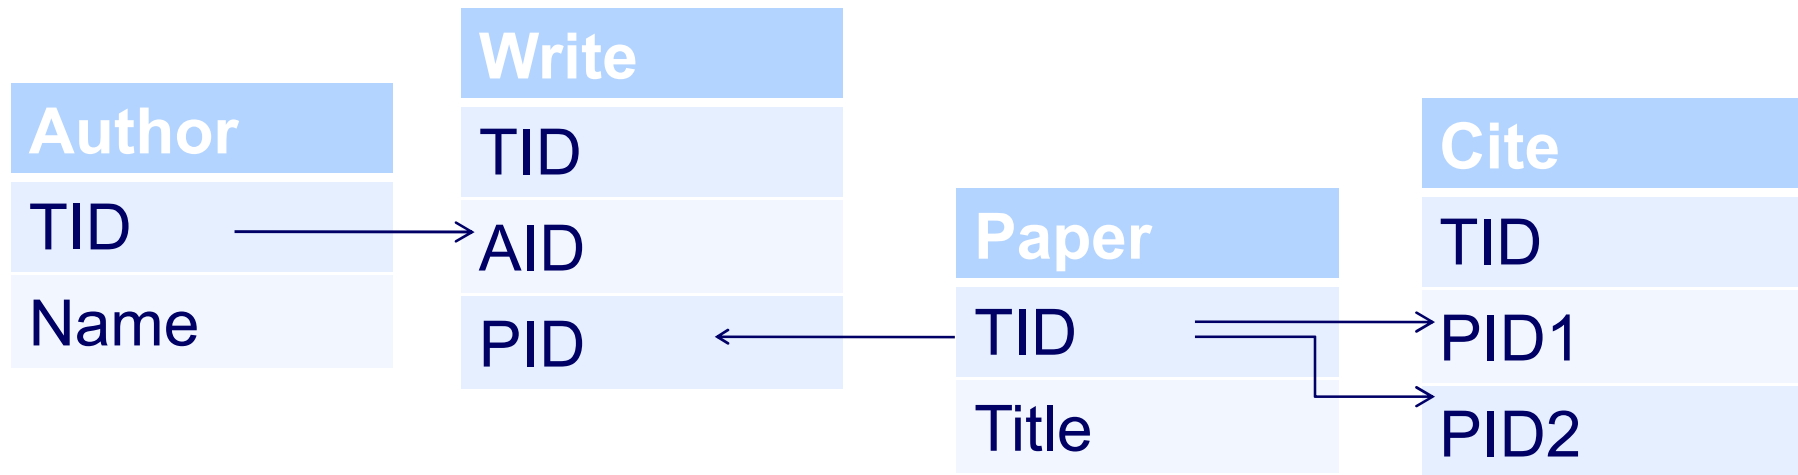 Author
TID
Name
Write
TID
AID
PID
Paper
TID
Title
Cite
TID
PID1
PID2